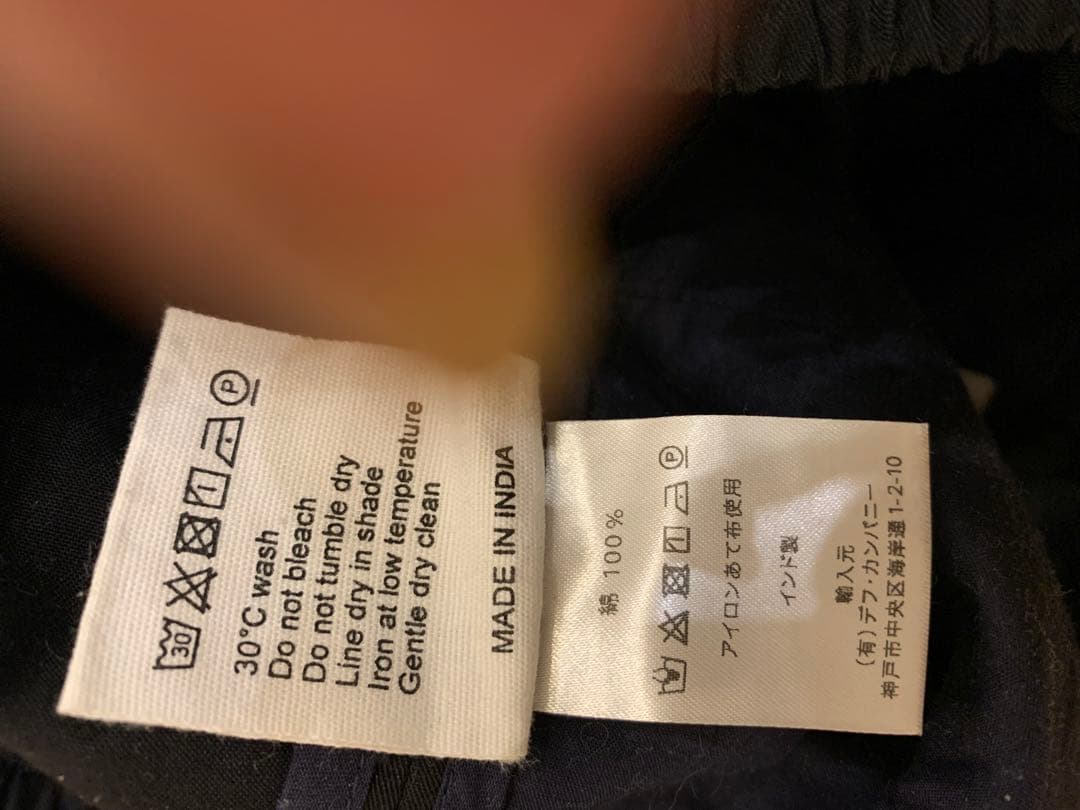 30
P
30°C wash
Do not bleach
Do not tumble dry
Line dry in shade
Iron at low temperature
Gentle dry clean
MADE IN INDIA
綿 100%
P
アイロンあて布使用
インド製
輸入元
(有)デフ・カンパニー
神戸市中央区海岸通1-2-10